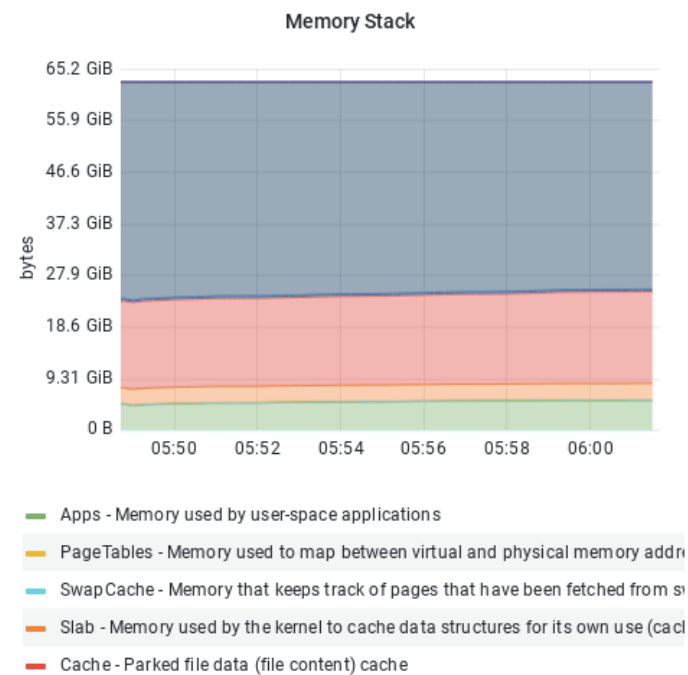 Memory Stack
65.2 GiB
55.9 GiB
46.6 GiB
37.3 GiB
27.9 GiB
18.6 GiB
9.31 GiB
0 B
bytes
05:50 05:52 05:54 05:56 05:58 06:00
Apps - Memory used by user-space applications
PageTables - Memory used to map between virtual and physical memory addre
SwapCache - Memory that keeps track of pages that have been fetched from sw
Slab - Memory used by the kernel to cache data structures for its own use (cach
Cache - Parked file data (file content) cache